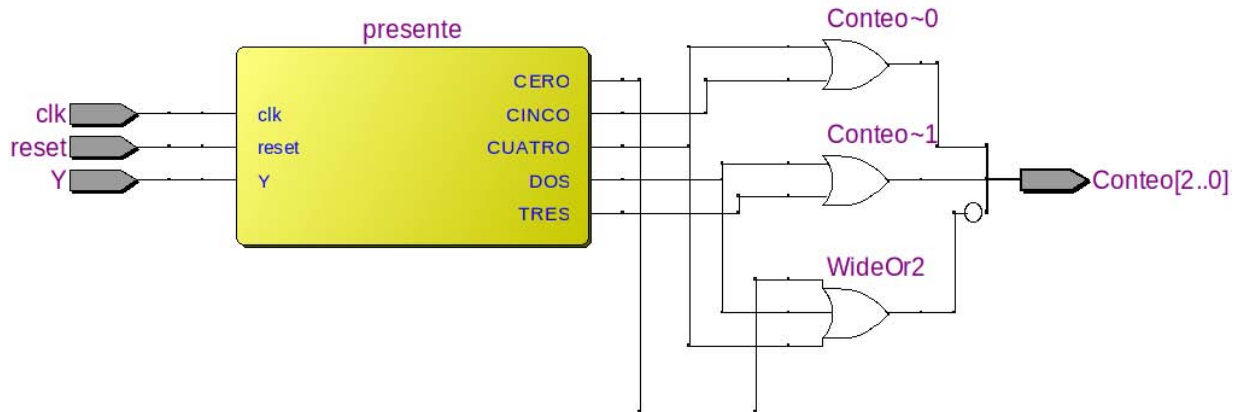 presente
Conteo~0
CERO
clk
clk
CINCO
reset
reset
CUATRO
Conteo~1
Y
Y
DOS
Conteo[2..0]
TRES
WideOr2